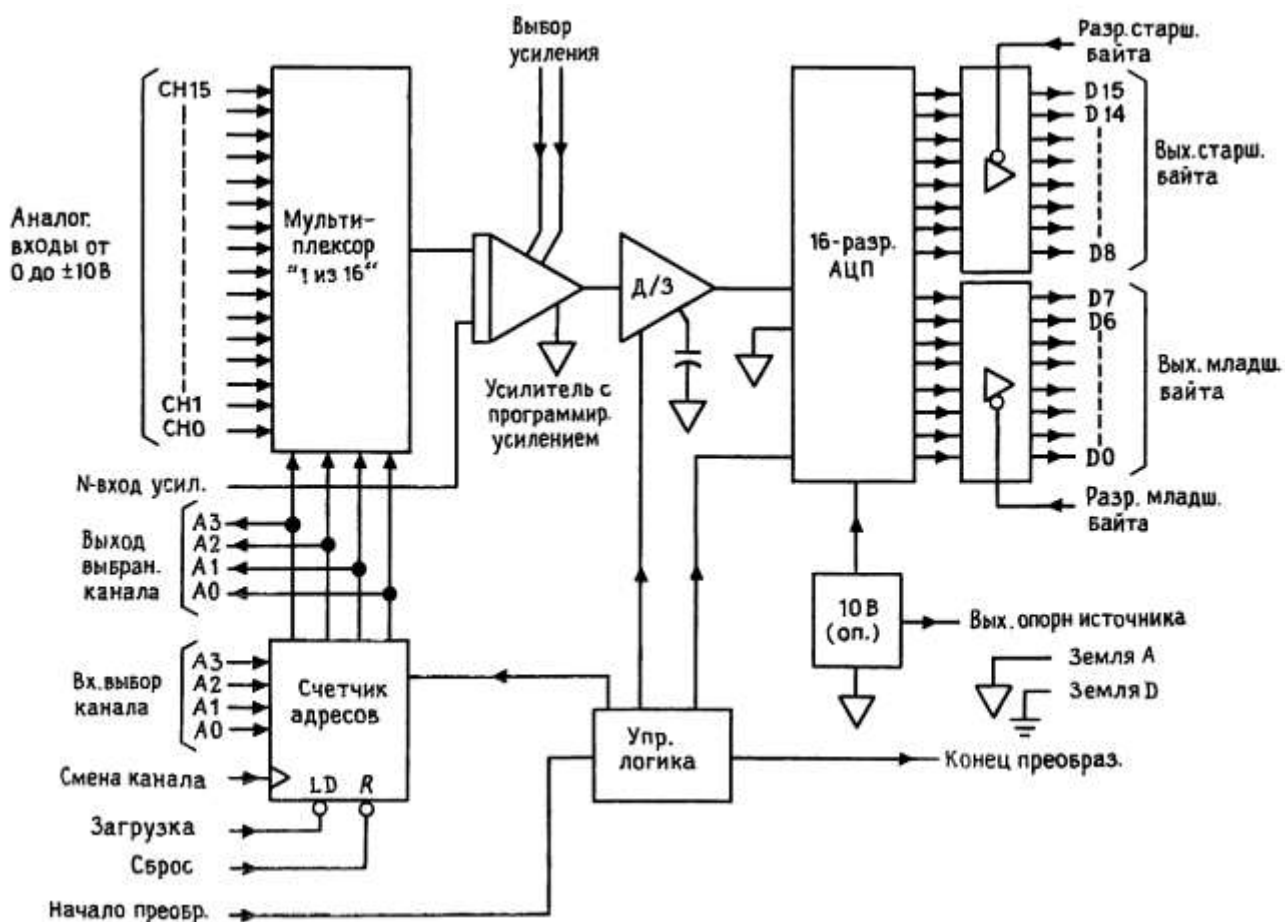 Выбор
усиления
Разр.старш.
байта
CH15
CH1
CH0
Аналог.
входы от
0 до ±10В
Мульти-
плексор
"1 из 16"
Д/З
Усилитель с
программир.
усилением
16-разр.
АЦП
D15
D14
D8
Вых.старш.
байта
D7
D6
D0
Вых.младш.
байта
Разр. младш.
байта
N-вход усил.
A3
A2
A1
A0
Выход
выбран.
канала
10В
(оп.)
Вых.опорн источника
Земля А
Земля D
A3
A2
A1
A0
Вх.выбор
канала
Счетчик
адресов
LD R
Упр.
логика
Конец преобраз.
Смена канала
Загрузка
Сброс
Начало преобр.